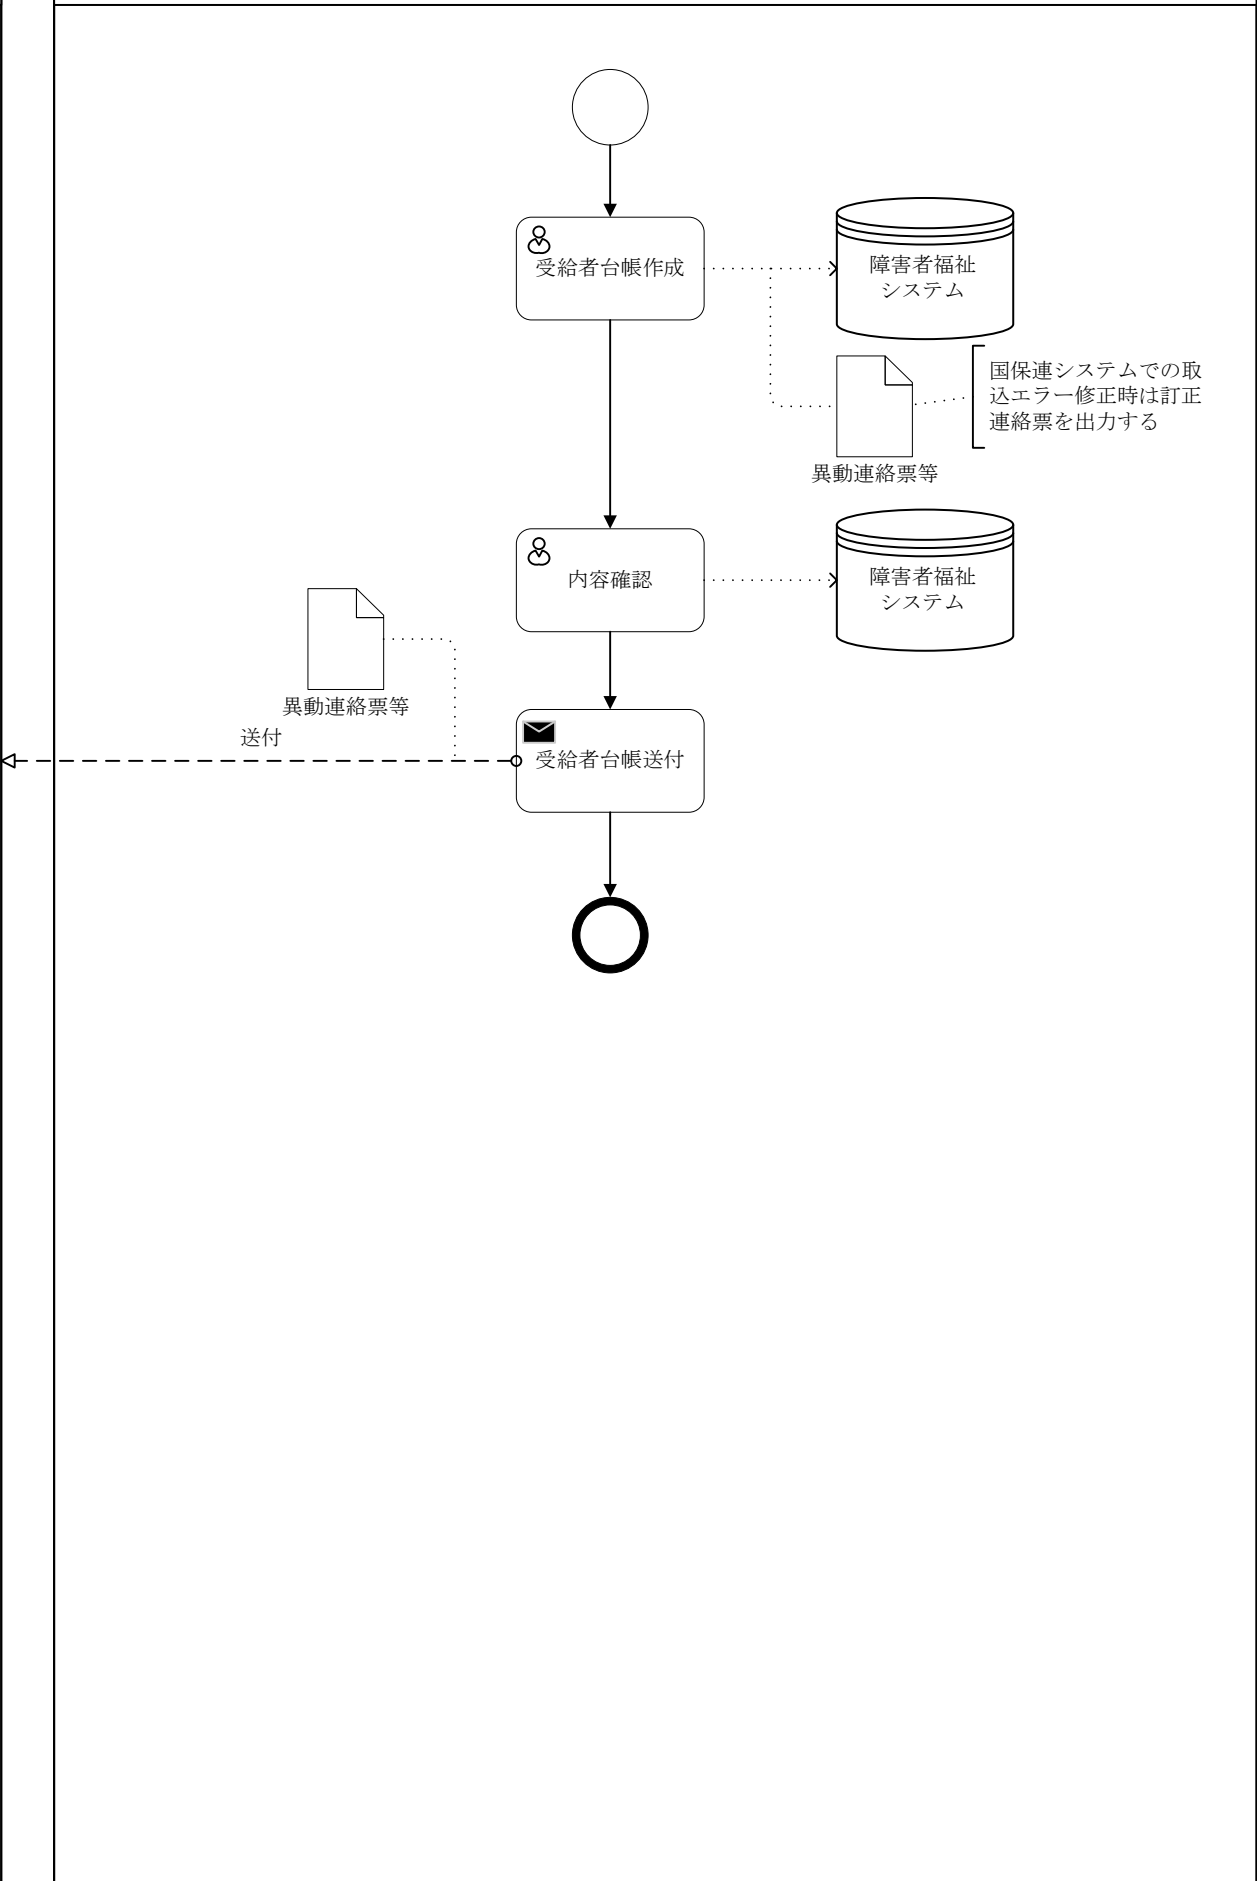 受給者台帳作成
障害者福祉
システム
国保連システムでの取
込エラー修正時は訂正
連絡票を出力する
異動連絡票等
内容確認
障害者福祉
システム
異動連絡票等
送付
受給者台帳送付